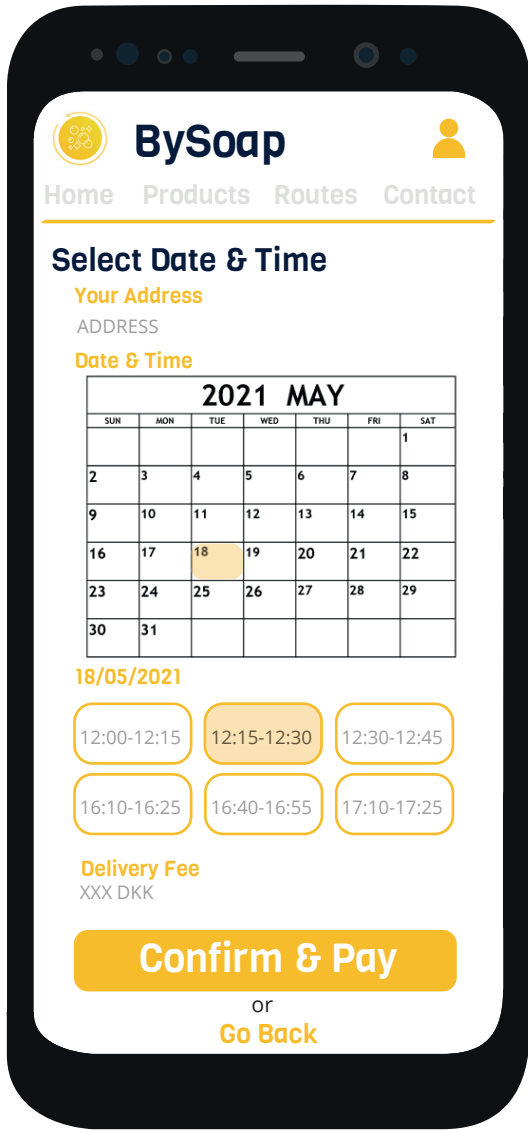 BySoap
Home Products Routes Contact
Select Date & Time
Your Address
ADDRESS
Date & Time
2021 MAY
SUN MON TUE WED THU FRI SAT
1
2 3 4 5 6 7 8
9 10 11 12 13 14 15
16 17 18 19 20 21 22
23 24 25 26 27 28 29
30 31
18/05/2021
12:00-12:15 12:15-12:30 12:30-12:45
16:10-16:25 16:40-16:55 17:10-17:25
Delivery Fee
XXX DKK
Confirm & Pay
or
Go Back